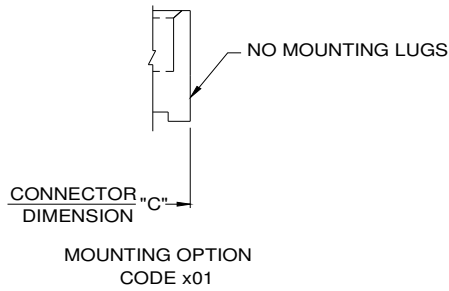 NO MOUNTING LUGS
CONNECTOR
DIMENSION "C"
MOUNTING OPTION
CODE x01